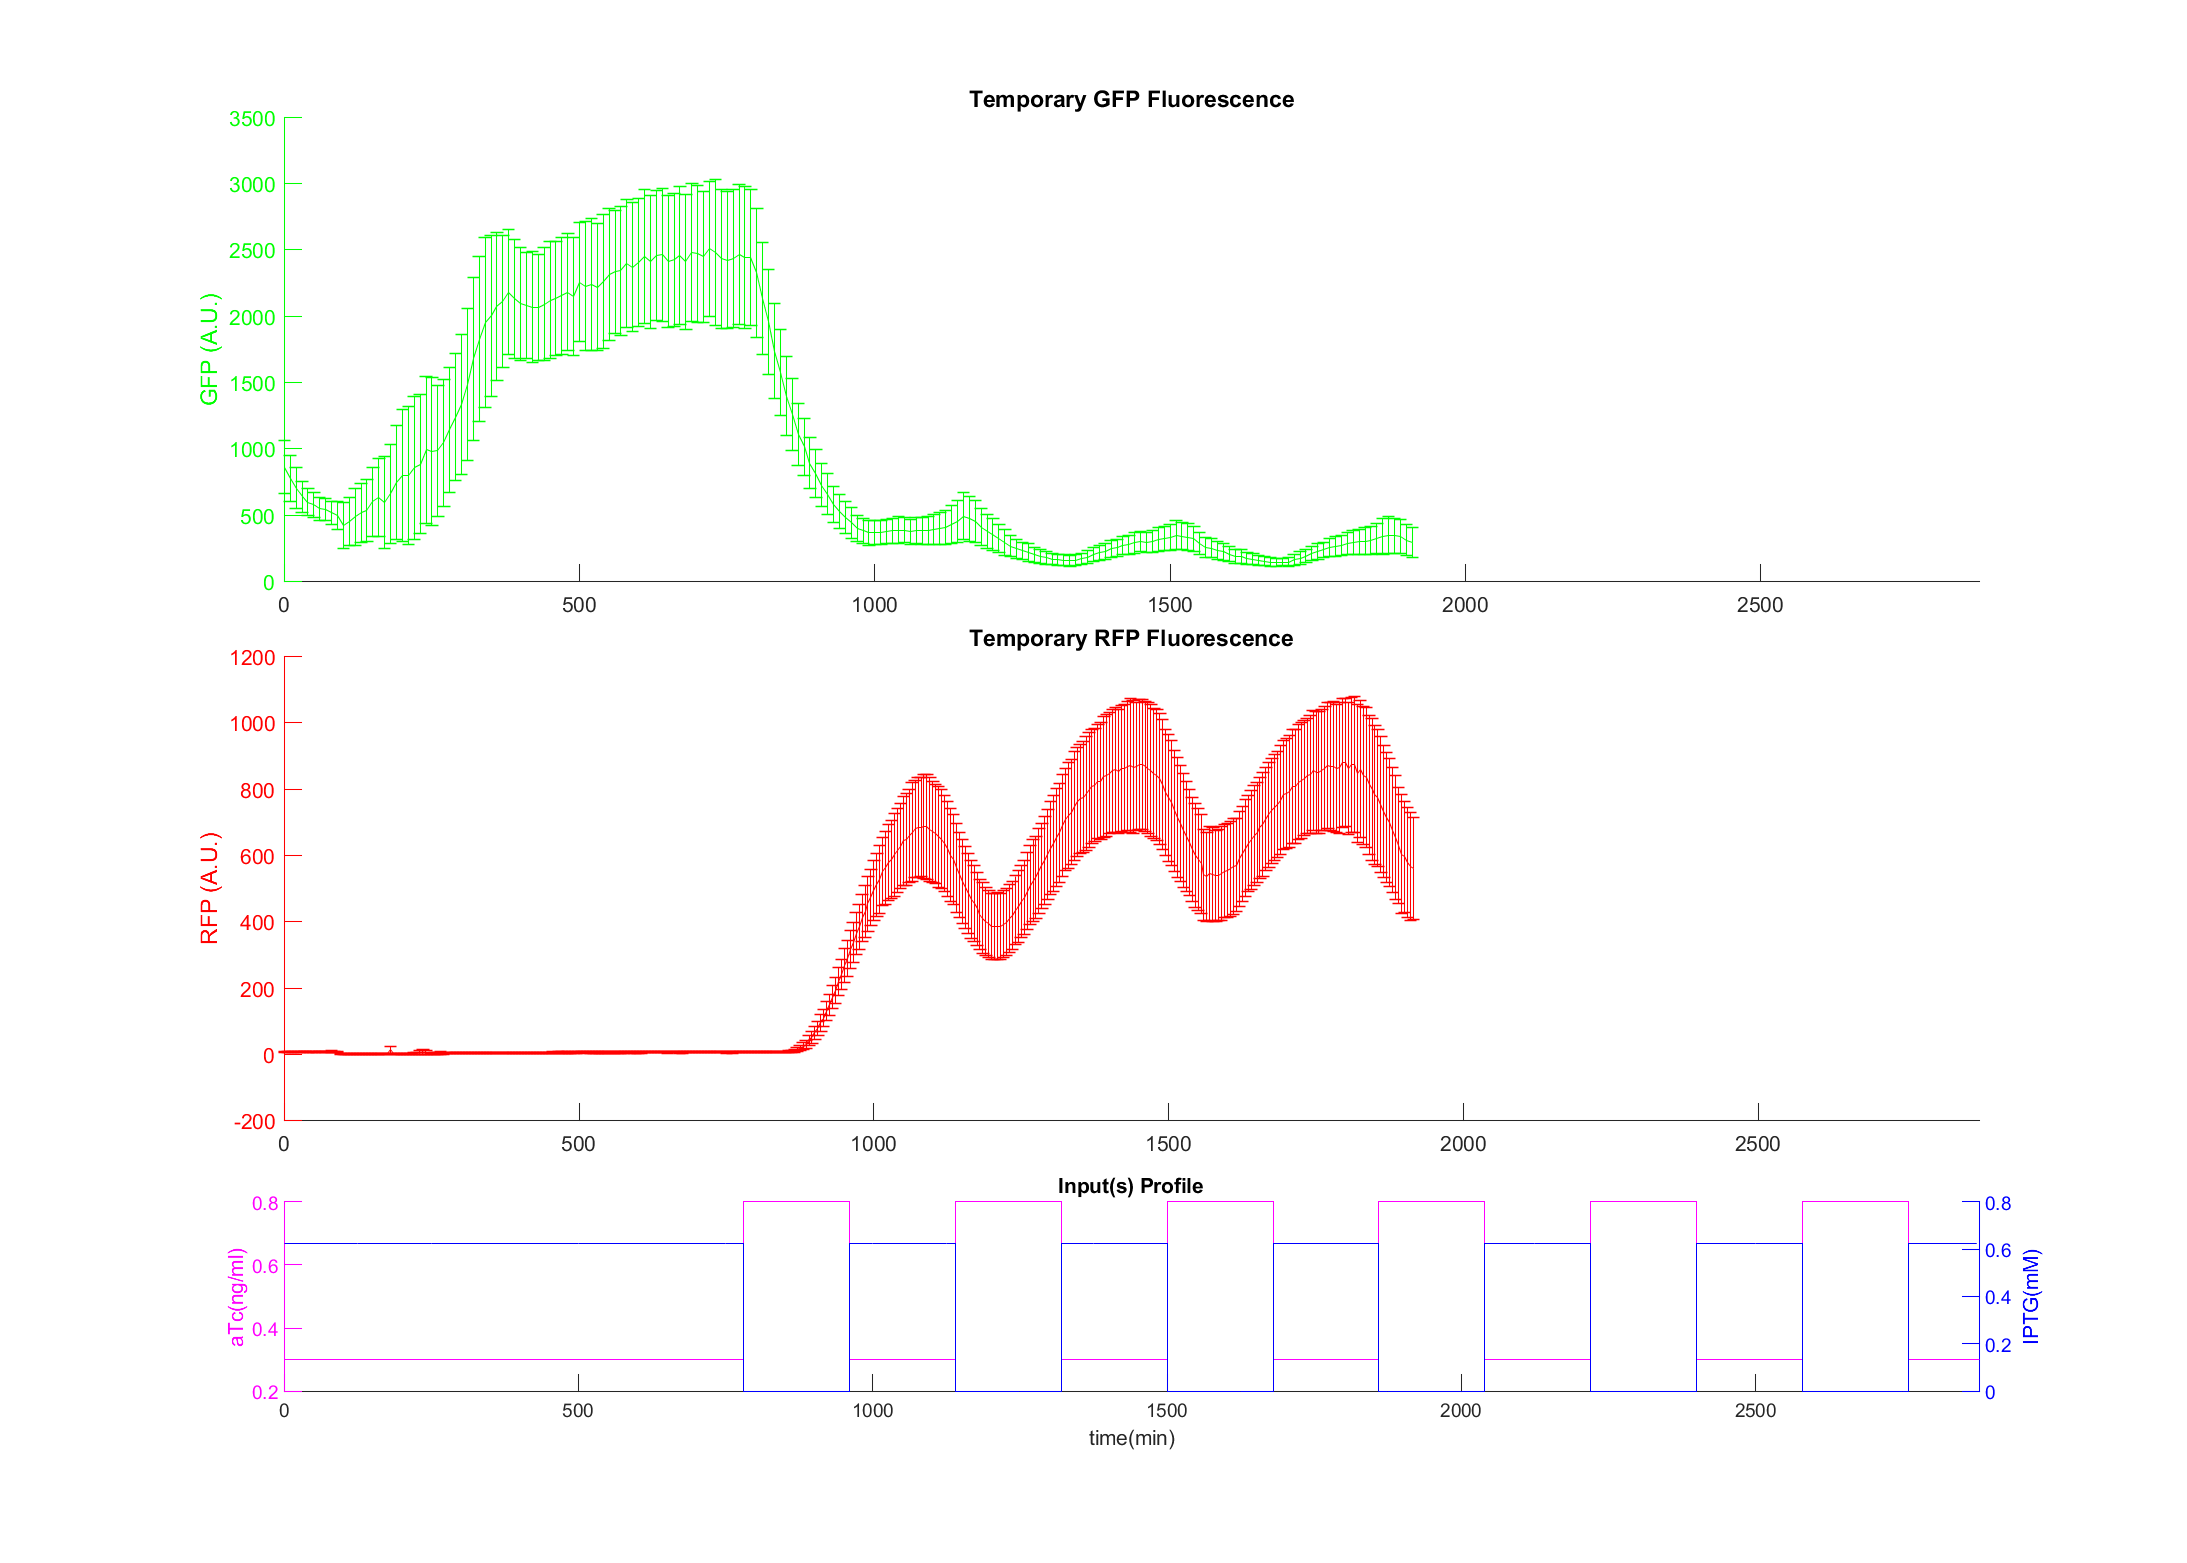 Temporary GFP Fluorescence
3500
3000
2500
2000
1500
1000
500
0
GFP (A.U.)
0 500 1000 1500 2000 2500
Temporary RFP Fluorescence
1200
1000
800
600
400
200
0
-200
RFP (A.U.)
0 500 1000 1500 2000 2500
Input(s) Profile
0.8 0.8
0.6 0.6
0.4 0.4
0.2
0.2 0
aTc(ng/ml)
IPTG(mM)
0 500 1000 1500 2000 2500
time(min)